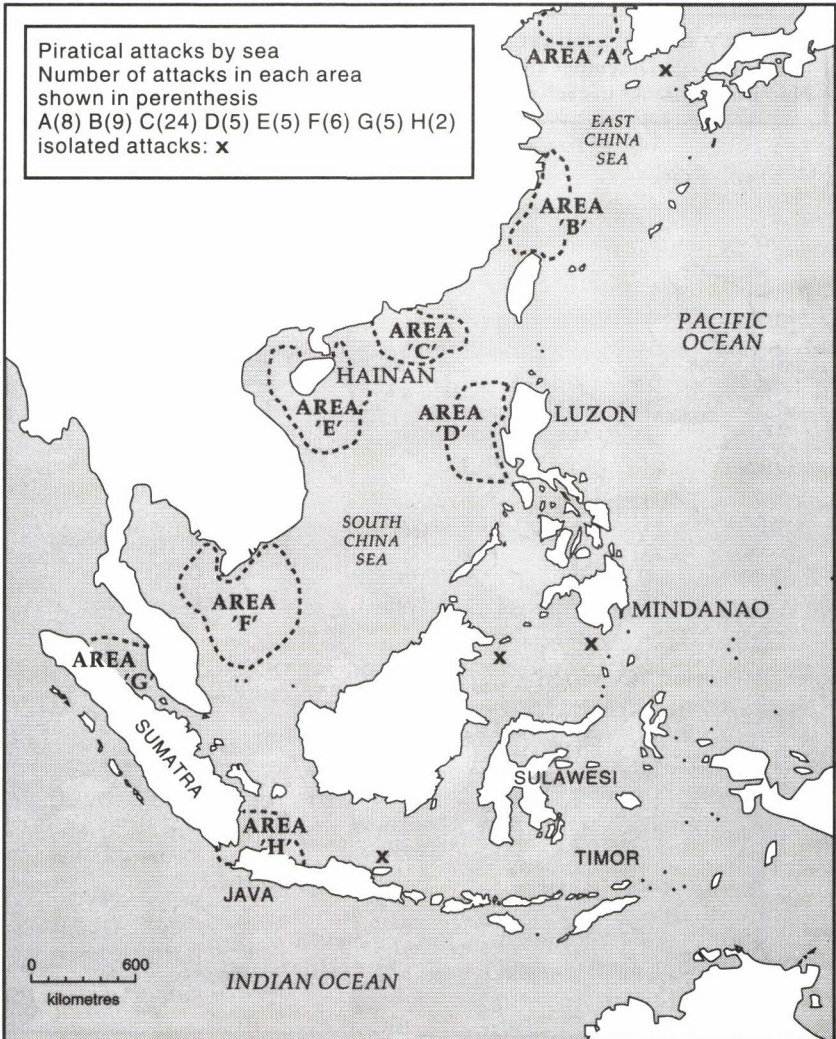 Piratical attacks by sea
Number of attacks in each area
shown in perenthesis
A(8) B(9) C(24) D(5) E(5) F(6) G(5) H(2)
isolated attacks: x
AREA 'A'
x
EAST
CHINA
SEA
AREA
'B'
PACIFIC
OCEAN
AREA
'C'
HAINAN
AREA
'E'
AREA
'D'
LUZON
SOUTH
CHINA
SEA
AREA
'F'
MINDANAO
x
x
AREA
'G'
SUMATRA
SULAWESI
AREA
'H'
x
TIMOR
JAVA
0 600
kilometres
INDIAN OCEAN